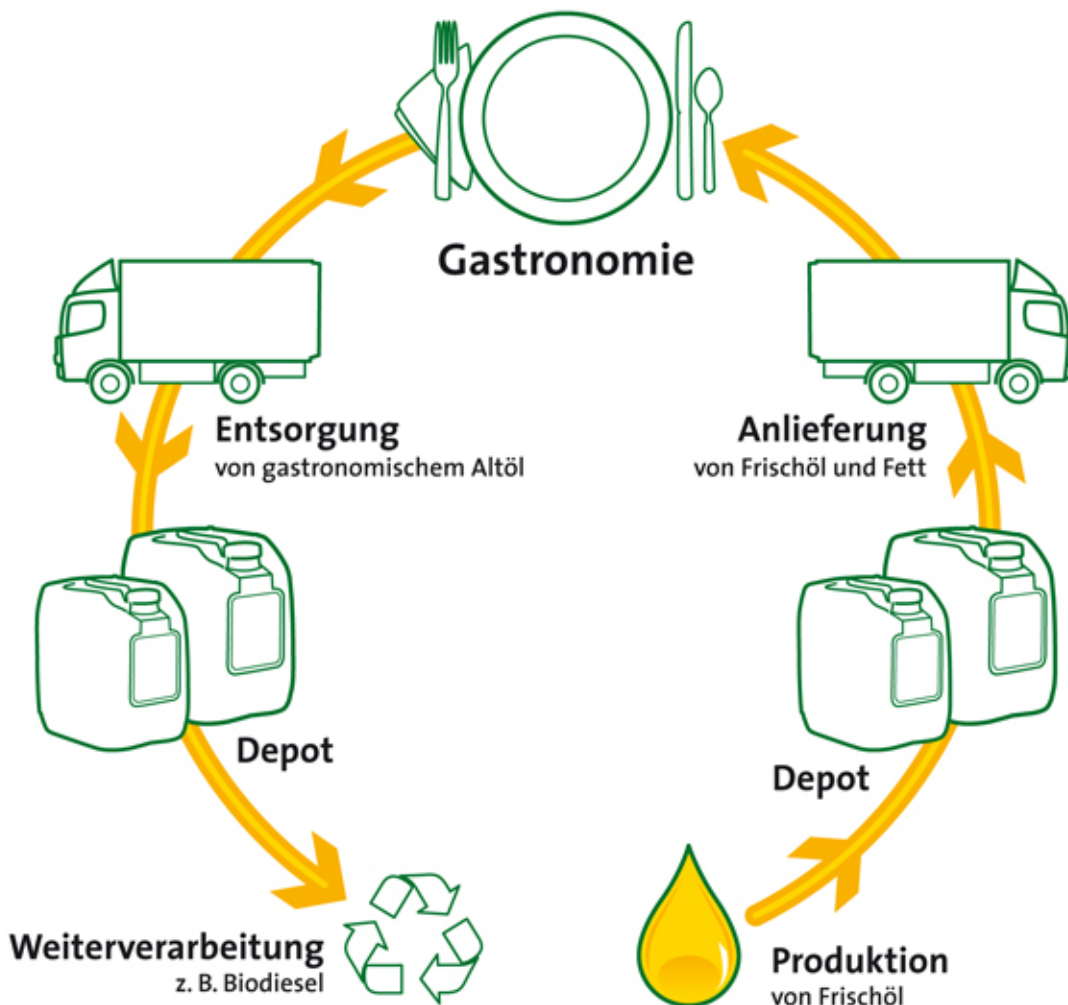 Gastronomie
Entsorgung
von gastronomischem Altöl
Anlieferung
von Frischöl und Fett
Depot
Depot
Weiterverarbeitung
z. B. Biodiesel
Produktion
von Frischöl